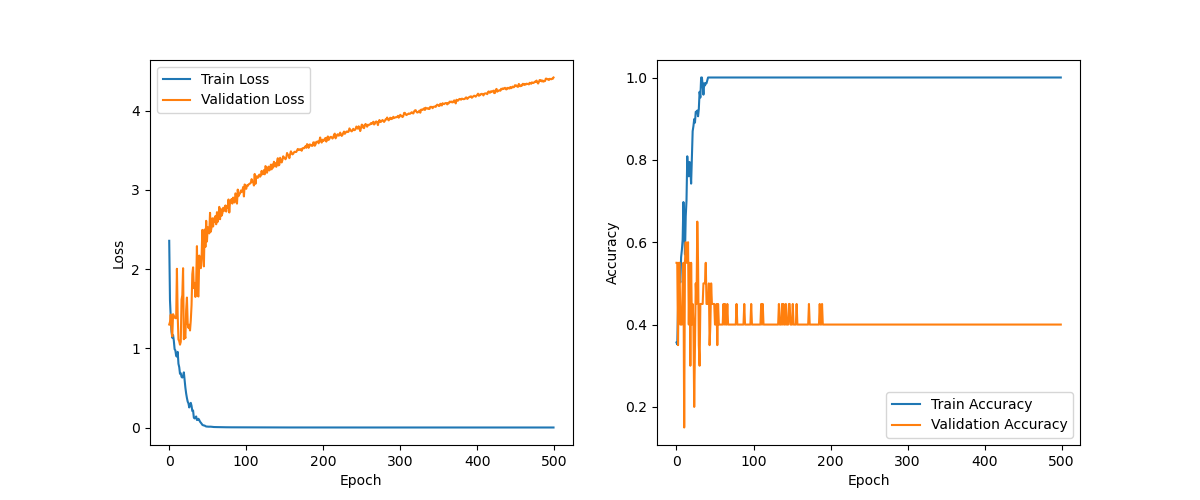 Train Loss
Validation Loss
4
3
2
1
0
Loss
0 100 200 300 400 500
Epoch
1.0
0.8
0.6
0.4
0.2
Accuracy
Train Accuracy
Validation Accuracy
0 100 200 300 400 500
Epoch